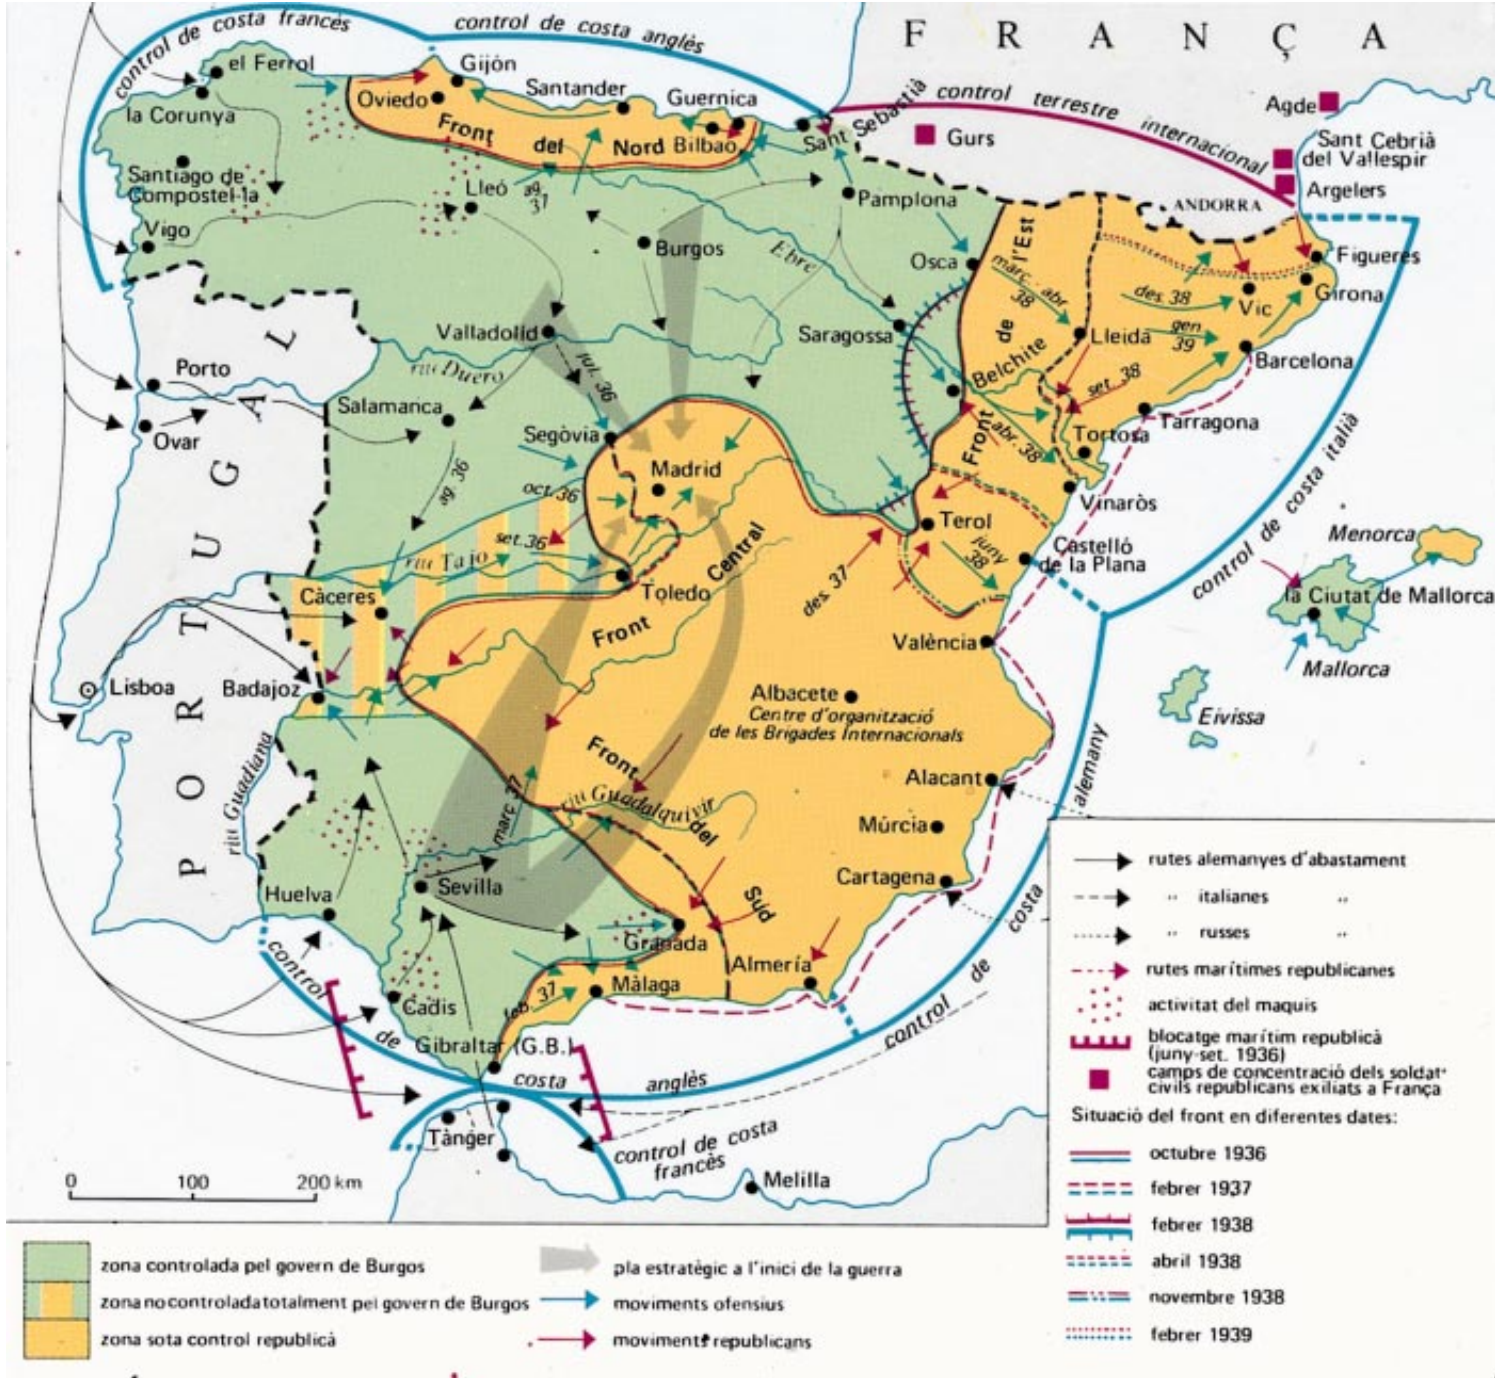 control de costa francès
control de costa anglès
F R A N Ç A
el Ferrol
la Corunya
Gijón
Oviedo
Santander
Guernica
Bilbao
Front del Nord
Sant Sebastià
control terrestre internacional
Gurs
Agde
Sant Cebrià
del Vallespir
Argelers
ANDORRA
Santiago de
Compostel·la
Vigo
Lleó
ag. 37
Burgos
Pamplona
Ebre
Osca
març. abr
38
Front de l'Est
Figueres
Girona
Vic
des. 38
gen
39
Lleida
Barcelona
Saragossa
Belchite
set. 38
Tarragona
abr. 38
Tortosa
Vinaròs
Valladolid
jul. 36
riu Duero
Salamanca
Segòvia
Madrid
oct. 36
ag. 36
set. 36
riu Tajo
Toledo
Porto
Ovar
P O R T U G A L
Lisboa
Càceres
Badajoz
riu Guadiana
Front Central
Terol
juny
38
des. 37
Castelló
de la Plana
València
control de costa italià
Menorca
la Ciutat de Mallorca
Mallorca
Eivissa
Albacete
Centre d'organització
de les Brigades Internacionals
Alacant
Múrcia
Cartagena
Front del Sud
riu Guadalquivir
març 37
Sevilla
Huelva
Granada
Almería
Màlaga
feb. 37
Cadis
Gibraltar (G.B.)
control de costa anglès
control de costa alemany
Tànger
control de costa
francès
Melilla
0 100 200 km
rutes alemanyes d'abastament
" italianes "
" russes "
rutes marítimes republicanes
activitat del maquis
blocatge marítim republicà
(juny-set. 1936)
camps de concentració dels soldat
civils republicans exiliats a França
Situació del front en diferentes dates:
octubre 1936
febrer 1937
febrer 1938
abril 1938
novembre 1938
febrer 1939
zona controlada pel govern de Burgos
zona no controlada totalment pel govern de Burgos
zona sota control republicà
pla estratégic a l'inici de la guerra
moviments ofensius
moviments republicans